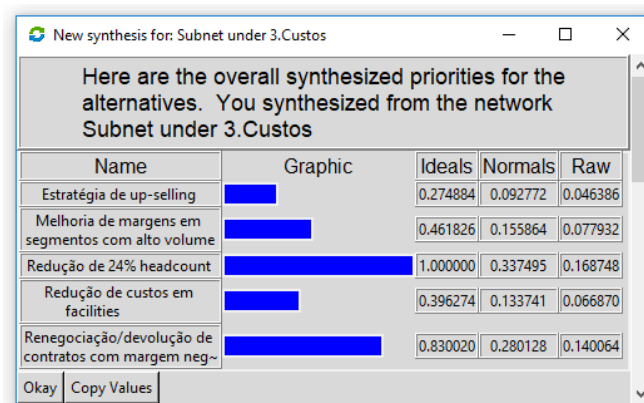 New synthesis for: Subnet under 3.Custos
Here are the overall synthesized priorities for the
alternatives. You synthesized from the network
Subnet under 3.Custos
Name Graphic Ideals Normals Raw
Estratégia de up-selling 0.274884 0.092772 0.046386
Melhoria de margens em
segmentos com alto volume 0.461826 0.155864 0.077932
Redução de 24% headcount 1.000000 0.337495 0.168748
Redução de custos em
facilities 0.396274 0.133741 0.066870
Renegociação/devolução de
contratos com margem neg~ 0.830020 0.280128 0.140064
Okay Copy Values